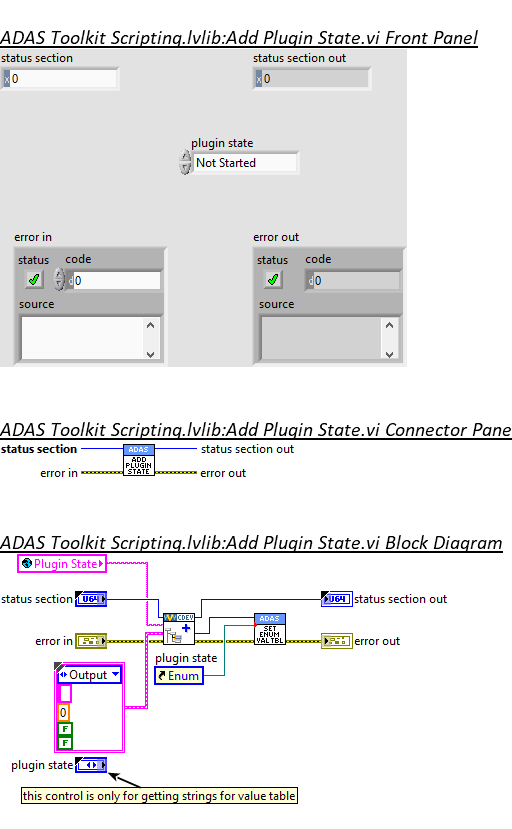 ADAS Toolkit Scripting.lvlib:Add Plugin State.vi Front Panel
status section
status section out
x 0
x 0
plugin state
Not Started
error in
error out
status
code
status
code
d 0
d 0
source
source
ADAS Toolkit Scripting.lvlib:Add Plugin State.vi Connector Pane
status section
ADAS
ADD
PLUGIN
STATE
status section out
error in
error out
ADAS Toolkit Scripting.lvlib:Add Plugin State.vi Block Diagram
Plugin State
status section
U64
V CDEV
ADAS
SET
ENUM
VAL TBL
U64
status section out
error in
error out
plugin state
Enum
Output
0
F
F
plugin state
this control is only for getting strings for value table